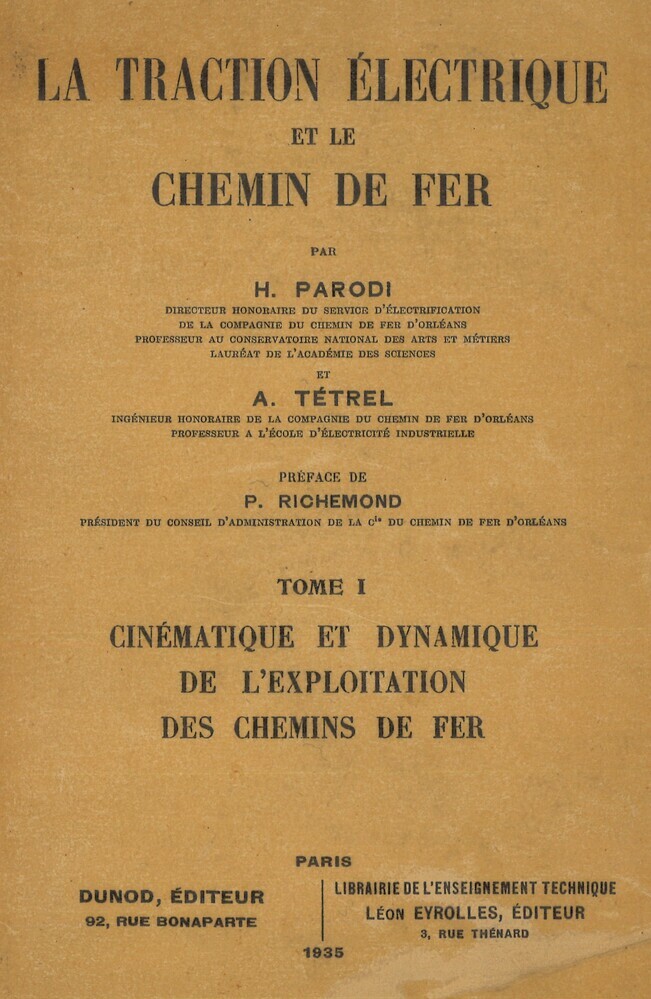 LA TRACTION ÉLECTRIQUE
ET LE
CHEMIN DE FER
PAR
H. PARODI
DIRECTEUR HONORAIRE DU SERVICE D'ÉLECTRIFICATION
DE LA COMPAGNIE DU CHEMIN DE FER D'ORLÉANS
PROFESSEUR AU CONSERVATOIRE NATIONAL DES ARTS ET MÉTIERS
LAURÉAT DE L'ACADÉMIE DES SCIENCES
ET
A. TÉTREL
INGÉNIEUR HONORAIRE DE LA COMPAGNIE DU CHEMIN DE FER D'ORLÉANS
PROFESSEUR A L'ÉCOLE D'ÉLECTRICITÉ INDUSTRIELLE
PRÉFACE DE
P. RICHEMOND
PRÉSIDENT DU CONSEIL D'ADMINISTRATION DE LA Cie DU CHEMIN DE FER D'ORLÉANS
TOME I
CINÉMATIQUE ET DYNAMIQUE
DE L'EXPLOITATION
DES CHEMINS DE FER
PARIS
DUNOD, ÉDITEUR
92, RUE BONAPARTE
LIBRAIRIE DE L'ENSEIGNEMENT TECHNIQUE
LÉON EYROLLES, ÉDITEUR
3, RUE THÉNARD
1935